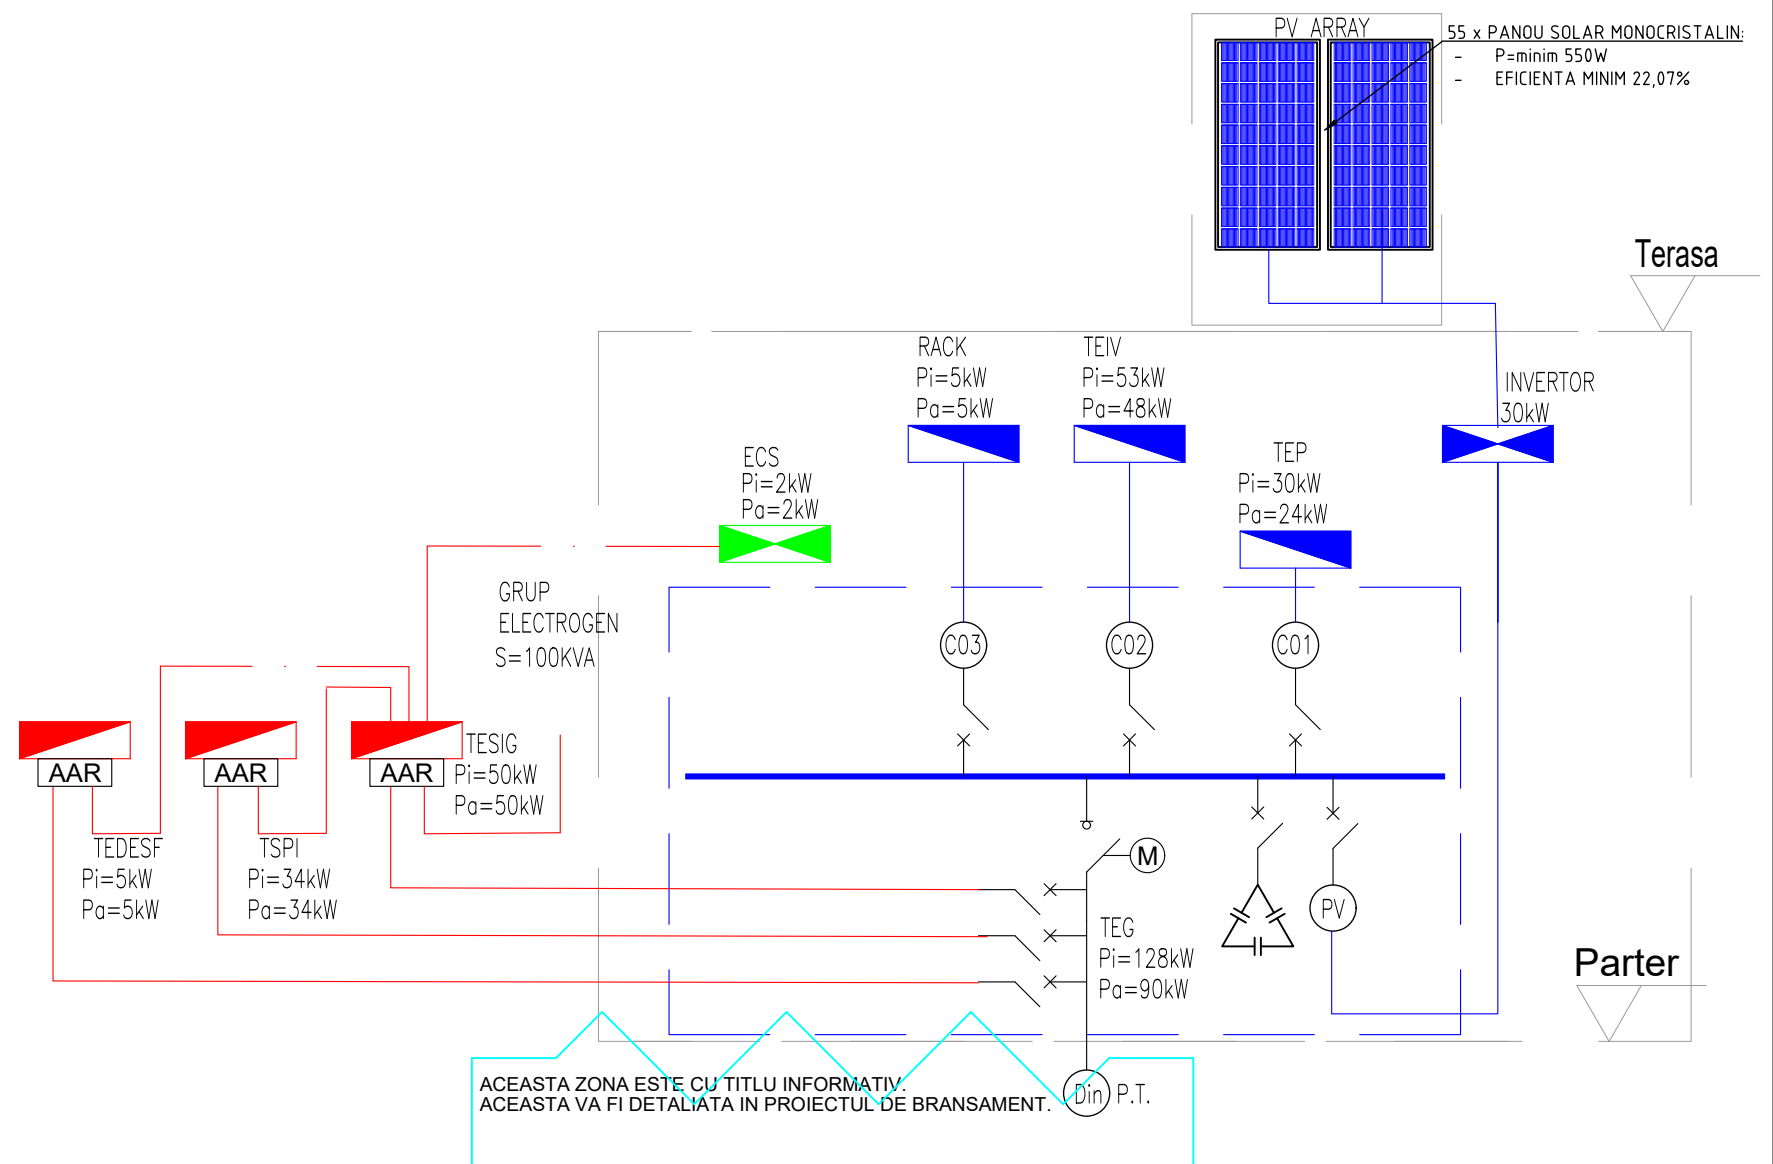 PV ARRAY
55 x PANOU SOLAR MONOCRISTALIN:
- P=minim 550W
- EFICIENTA MINIM 22,07%
Terasa
RACK
Pi=5kW
Pa=5kW
TEIV
Pi=53kW
Pa=48kW
INVERTOR
30kW
ECS
Pi=2kW
Pa=2kW
TEP
Pi=30kW
Pa=24kW
GRUP
ELECTROGEN
S=100KVA
C03
C02
C01
AAR
AAR
AAR
TESIG
Pi=50kW
Pa=50kW
TEDESF
Pi=5kW
Pa=5kW
TSPI
Pi=34kW
Pa=34kW
M
PV
TEG
Pi=128kW
Pa=90kW
Parter
ACEASTA ZONA ESTE CU TITLU INFORMATIV.
ACEASTA VA FI DETALIATA IN PROIECTUL DE BRANSAMENT.
Din P.T.